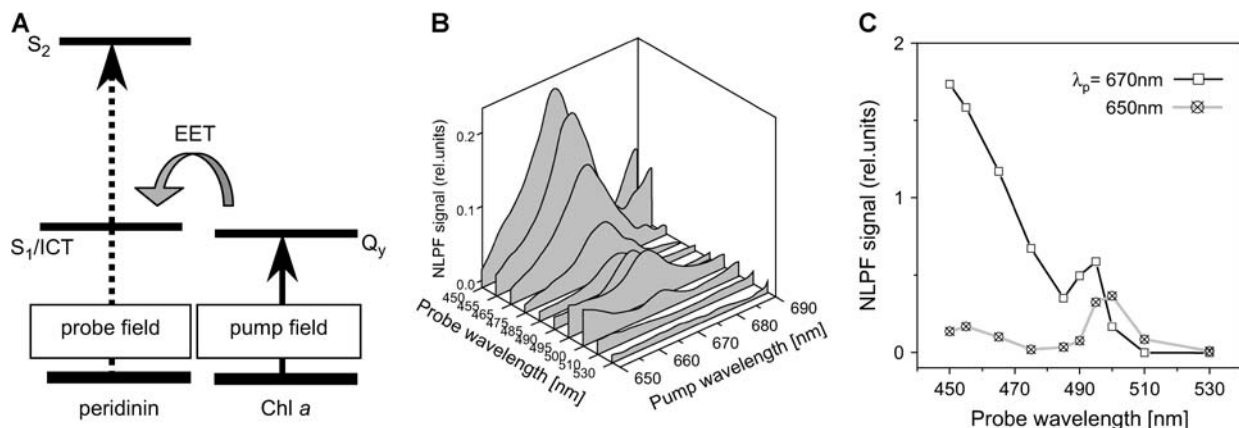 A
S2
EET
S1/ICT
Qy
probe field
pump field
peridinin
Chl a
B
NLPF signal (rel.units)
0.2
0.1
0.0
450
455
465
475
485
490
495
500
510
530
Probe wavelength [nm]
650
660
670
680
690
Pump wavelength [nm]
C
NLPF signal (rel.units)
2
1
0
λp= 670nm
650nm
450 470 490 510 530
Probe wavelength [nm]